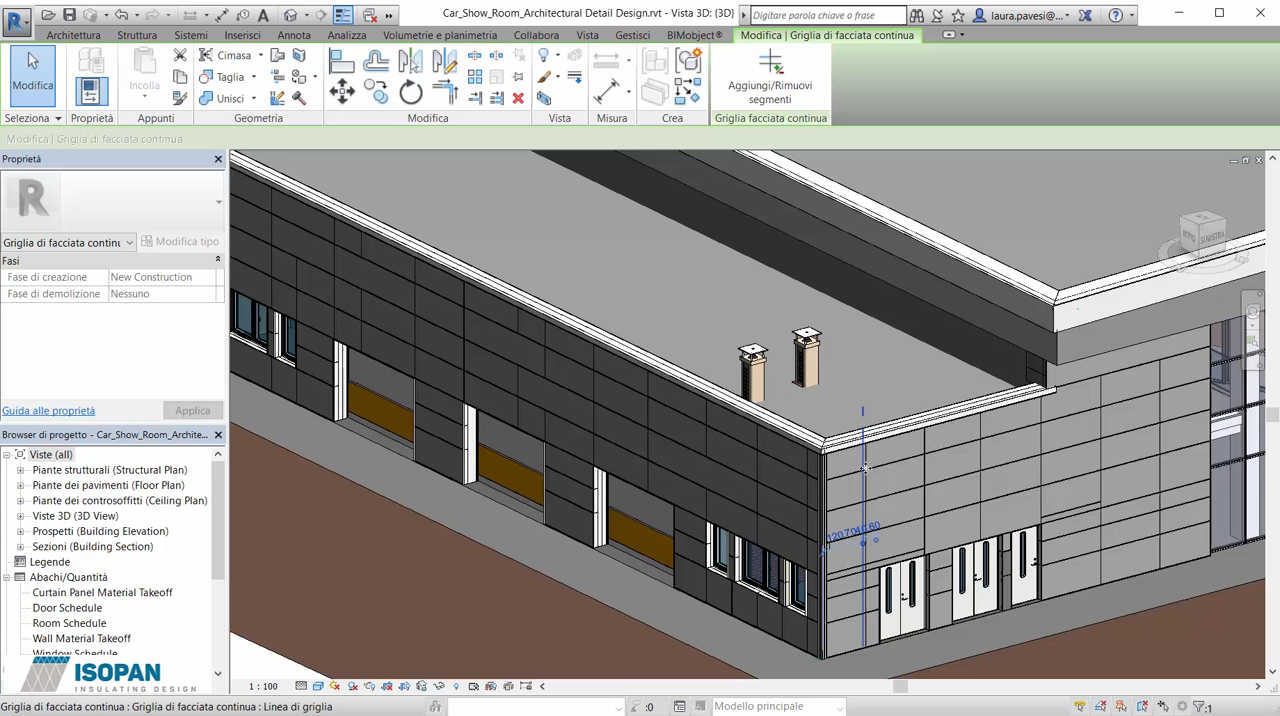 Car_Show_Room_Architectural Detail Design.rvt - Vista 3D: {3D}
Digitare parola chiave o frase
laura.pavesi@...
Architettura Struttura Sistemi Inserisci Annota Analizza Volumetrie e planimetria Collabora Vista Gestisci BIMobject® Modifica | Griglia di facciata continua
Modifica
Incolla
Cimasa
Taglia
Unisci
Aggiungi/Rimuovi
segmenti
Seleziona Proprietà Appunti Geometria Modifica Vista Misura Crea Griglia facciata continua
Modifica | Griglia di facciata continua
Proprietà
R
Griglia di facciata continu
Modifica tipo
Fasi
Fase di creazione New Construction
Fase di demolizione Nessuno
Guida alle proprietà
Applica
Browser di progetto - Car_Show_Room_Archite...
Viste (all)
Piante strutturali (Structural Plan)
Piante dei pavimenti (Floor Plan)
Piante dei controsoffitti (Ceiling Plan)
Viste 3D (3D View)
Prospetti (Building Elevation)
Sezioni (Building Section)
Legende
Abachi/Quantità
Curtain Panel Material Takeoff
Door Schedule
Room Schedule
Wall Material Takeoff
Window Schedule
ISOPAN
INSULATING DESIGN
SINISTRA
1 : 100
Griglia di facciata continua : Griglia di facciata continua : Linea di griglia
:0
Modello principale
:1